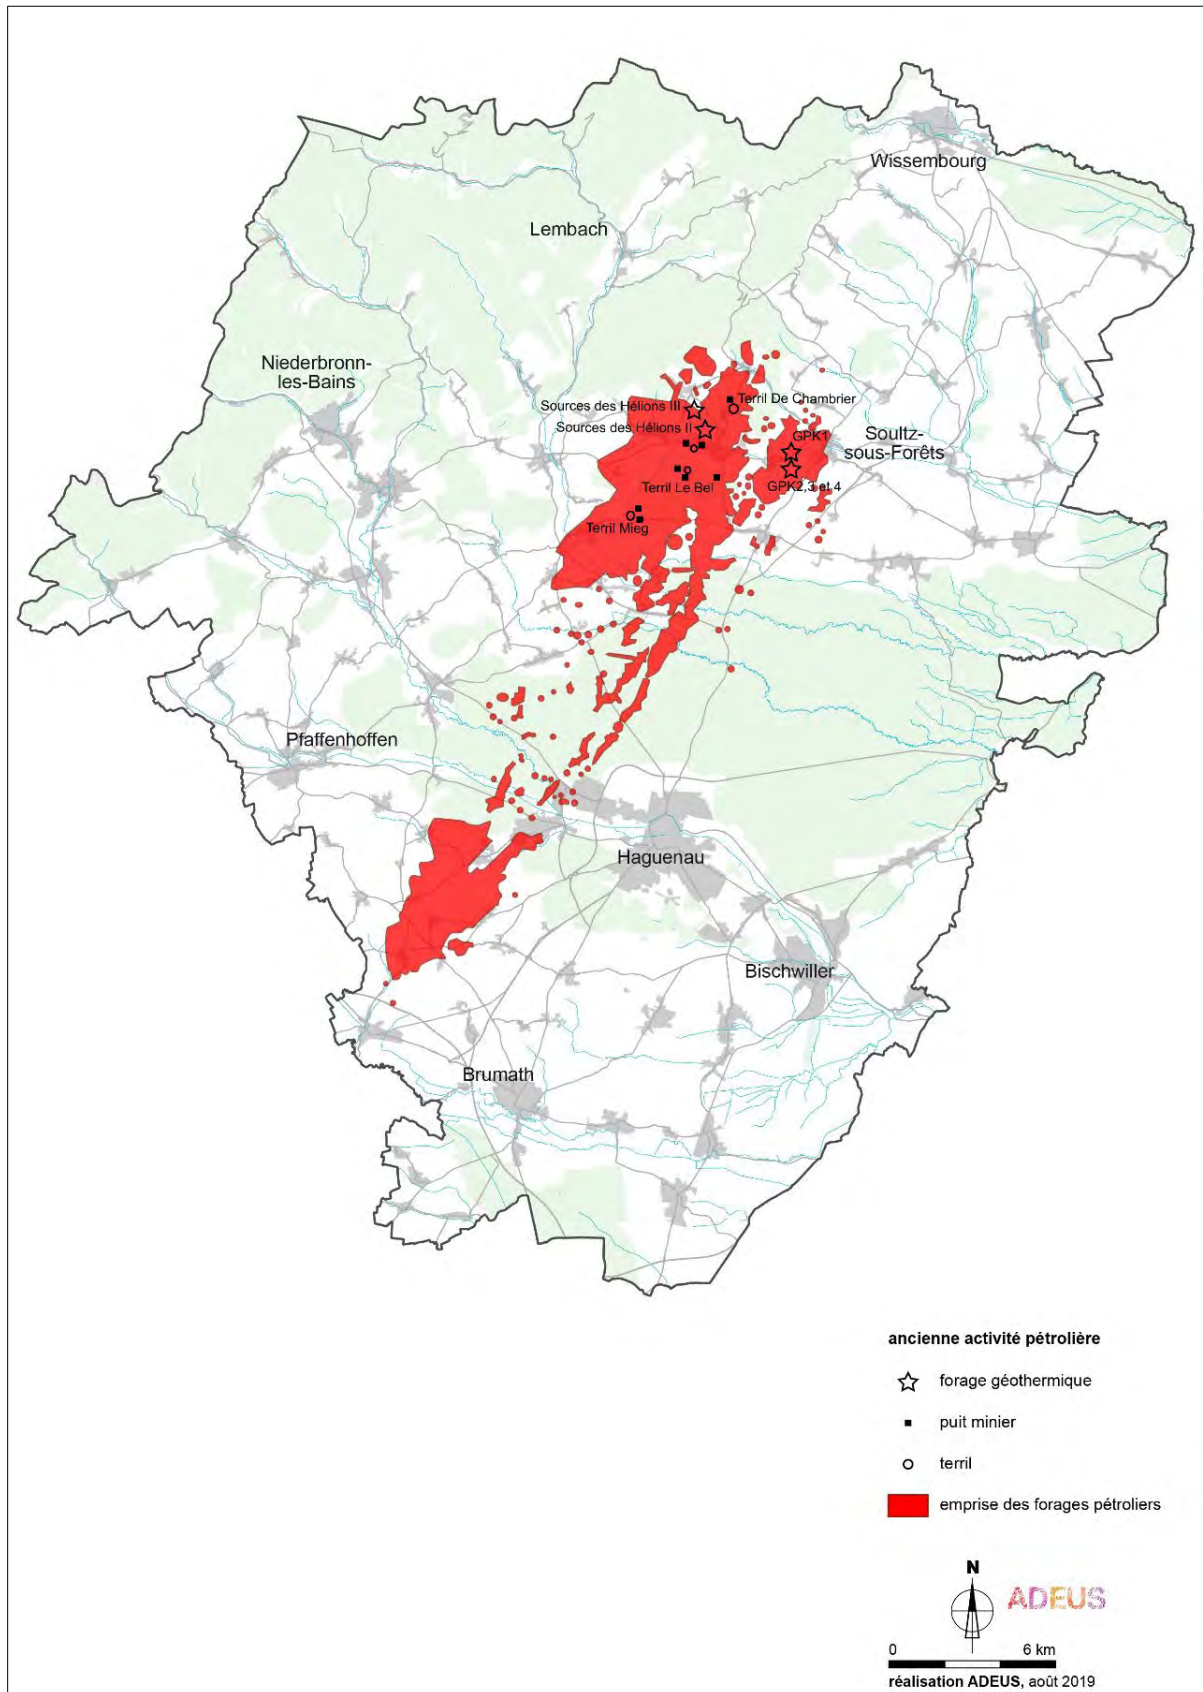 Wissembourg
Lembach
Niederbronn-
les-Bains
Sources des Hélions III
Terril De Chambrier
Sources des Hélions II
GPK1
Soultz-
sous-Forêts
Terril Le Bel
GPK2,3 et 4
Terril Mieg
Pfaffenhoffen
Haguenau
Bischwiller
Brumath
ancienne activité pétrolière
forage géothermique
puit minier
terril
emprise des forages pétroliers
N
ADEUS
0 6 km
réalisation ADEUS, août 2019